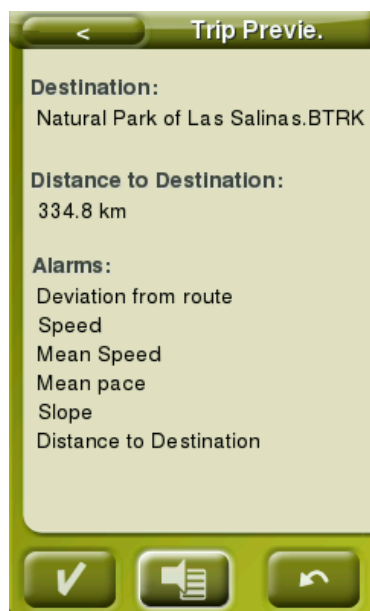 < Trip Previe.
Destination:
Natural Park of Las Salinas.BTRK
Distance to Destination:
334.8 km
Alarms:
Deviation from route
Speed
Mean Speed
Mean pace
Slope
Distance to Destination